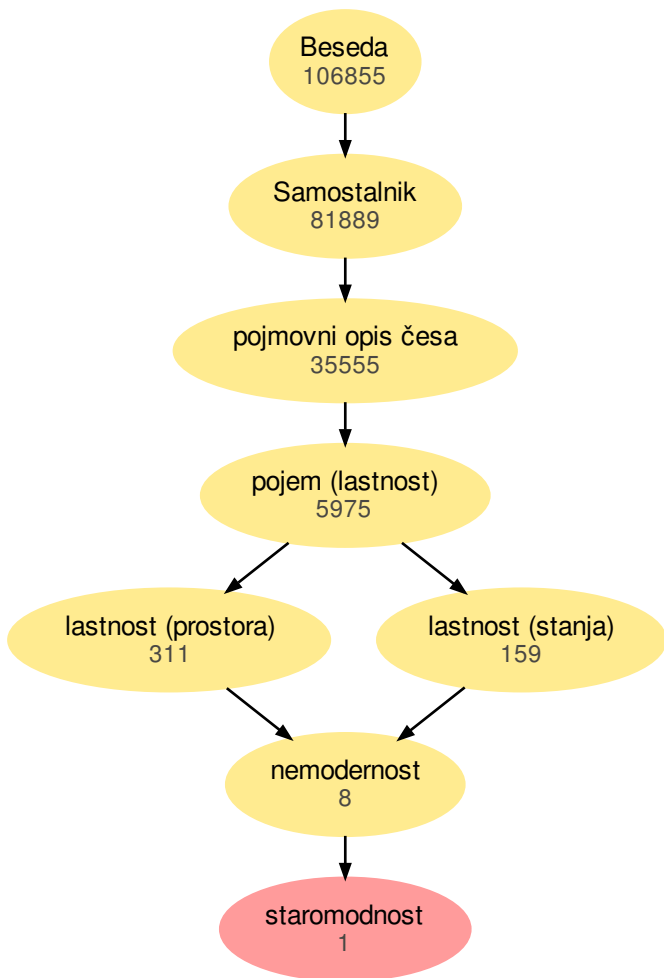 Beseda
106855
Samostalnik
81889
pojmovni opis česa
35555
pojem (lastnost)
5975
lastnost (prostora)
311
lastnost (stanja)
159
nemodernost
8
staromodnost
1